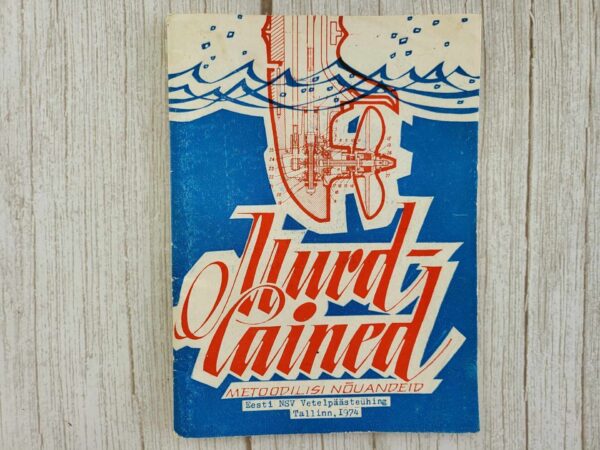 Murd-
Lained
METOODILISI NÕUANDEID
Eesti NSV Vetelpäästeühing
Tallinn, 1974